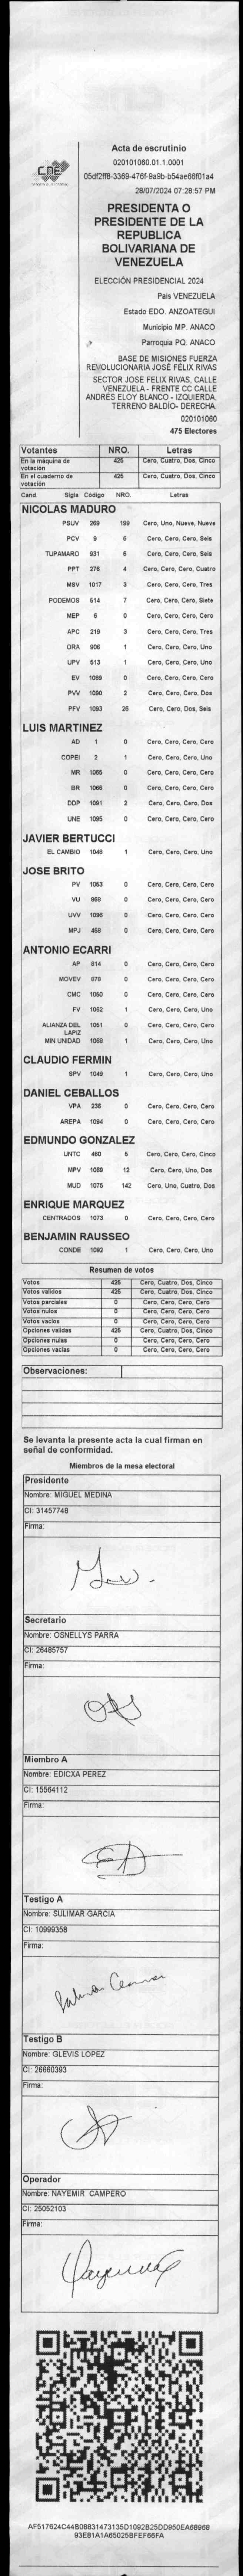 CNE
Acta de escrutinio
020101060.01.1.0001
05df2ff8-3389-476f-9a9b-b54ae66f01a4
28/07/2024 07:28:57 PM
PRESIDENTA O
PRESIDENTE DE LA
REPUBLICA
BOLIVARIANA DE
VENEZUELA
ELECCIÓN PRESIDENCIAL 2024
Pais VENEZUELA
Estado EDO. ANZOATEGUI
Municipio MP. ANACO
Parroquia PQ. ANACO
BASE DE MISIONES FUERZA
REVOLUCIONARIA JOSÉ FÉLIX RIVAS
SECTOR JOSE FELIX RIVAS, CALLE
VENEZUELA - FRENTE CC CALLE
ANDRÉS ELOY BLANCO - IZQUIERDA.
TERRENO BALDÍO- DERECHA.
020101060
475 Electores
Votantes NRO. Letras
En la máquina de votación 425 Cero, Cuatro, Dos, Cinco
En el cuaderno de votación 425 Cero, Cuatro, Dos, Cinco
Cand. Sigla Código NRO. Letras
NICOLAS MADURO
PSUV 269 199 Cero, Uno, Nueve, Nueve
PCV 9 6 Cero, Cero, Cero, Seis
TUPAMARO 931 6 Cero, Cero, Cero, Seis
PPT 276 4 Cero, Cero, Cero, Cuatro
MSV 1017 3 Cero, Cero, Cero, Tres
PODEMOS 514 7 Cero, Cero, Cero, Siete
MEP 6 0 Cero, Cero, Cero, Cero
APC 219 3 Cero, Cero, Cero, Tres
ORA 906 1 Cero, Cero, Cero, Uno
UPV 513 1 Cero, Cero, Cero, Uno
EV 1089 0 Cero, Cero, Cero, Cero
PVV 1090 2 Cero, Cero, Cero, Dos
PFV 1093 26 Cero, Cero, Dos, Seis
LUIS MARTINEZ
AD 1 0 Cero, Cero, Cero, Cero
COPEI 2 1 Cero, Cero, Cero, Uno
MR 1065 0 Cero, Cero, Cero, Cero
BR 1066 0 Cero, Cero, Cero, Cero
DDP 1091 2 Cero, Cero, Cero, Dos
UNE 1095 0 Cero, Cero, Cero, Cero
JAVIER BERTUCCI
EL CAMBIO 1048 1 Cero, Cero, Cero, Uno
JOSE BRITO
PV 1053 0 Cero, Cero, Cero, Cero
VU 868 0 Cero, Cero, Cero, Cero
UVV 1096 0 Cero, Cero, Cero, Cero
MPJ 458 0 Cero, Cero, Cero, Cero
ANTONIO ECARRI
AP 914 0 Cero, Cero, Cero, Cero
MOVEV 978 0 Cero, Cero, Cero, Cero
CMC 1050 0 Cero, Cero, Cero, Cero
FV 1062 1 Cero, Cero, Cero, Uno
ALIANZA DEL LAPIZ 1051 0 Cero, Cero, Cero, Cero
MIN UNIDAD 1068 1 Cero, Cero, Cero, Uno
CLAUDIO FERMIN
SPV 1049 1 Cero, Cero, Cero, Uno
DANIEL CEBALLOS
VPA 236 0 Cero, Cero, Cero, Cero
AREPA 1094 0 Cero, Cero, Cero, Cero
EDMUNDO GONZALEZ
UNTC 460 5 Cero, Cero, Cero, Cinco
MPV 1069 12 Cero, Cero, Uno, Dos
MUD 1075 142 Cero, Uno, Cuatro, Dos
ENRIQUE MARQUEZ
CENTRADOS 1073 0 Cero, Cero, Cero, Cero
BENJAMIN RAUSSEO
CONDE 1092 1 Cero, Cero, Cero, Uno
Resumen de votos
Votos 425 Cero, Cuatro, Dos, Cinco
Votos validos 425 Cero, Cuatro, Dos, Cinco
Votos parciales 0 Cero, Cero, Cero, Cero
Votos nulos 0 Cero, Cero, Cero, Cero
Votos vacios 0 Cero, Cero, Cero, Cero
Opciones validas 425 Cero, Cuatro, Dos, Cinco
Opciones nulas 0 Cero, Cero, Cero, Cero
Opciones vacias 0 Cero, Cero, Cero, Cero
Observaciones:
Se levanta la presente acta la cual firman en
señal de conformidad.
Miembros de la mesa electoral
Presidente
Nombre: MIGUEL MEDINA
CI: 31457748
Firma:
Secretario
Nombre: OSNELLYS PARRA
CI: 26485757
Firma:
Miembro A
Nombre: EDICXA PEREZ
CI: 15564112
Firma:
Testigo A
Nombre: SULIMAR GARCIA
CI: 10999358
Firma:
Testigo B
Nombre: GLEVIS LOPEZ
CI: 26660393
Firma:
Operador
Nombre: NAYEMIR CAMPERO
CI: 25052103
Firma:
AF517624C44B08831473135D1092B25DD950EA68968
93E81A1A65025BFEF66FA